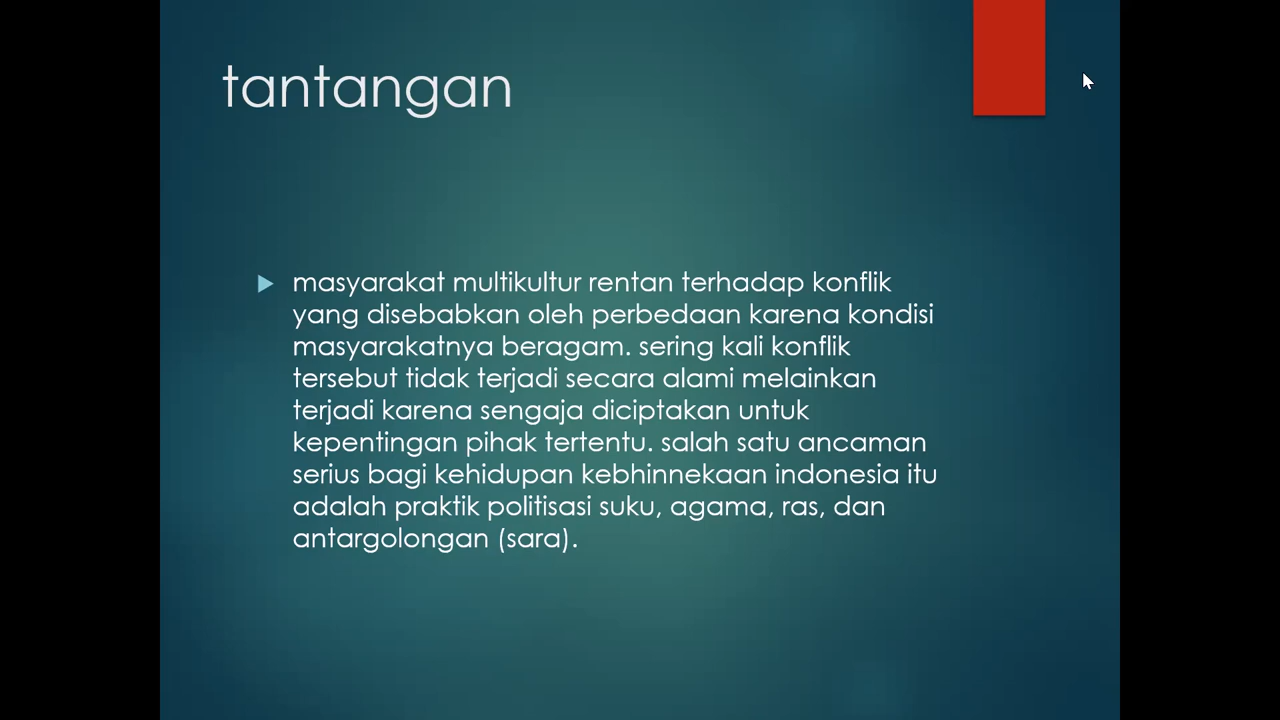 tantangan
masyarakat multikultur rentan terhadap konflik
yang disebabkan oleh perbedaan karena kondisi
masyarakatnya beragam. sering kali konflik
tersebut tidak terjadi secara alami melainkan
terjadi karena sengaja diciptakan untuk
kepentingan pihak tertentu. salah satu ancaman
serius bagi kehidupan kebhinnekaan indonesia itu
adalah praktik politisasi suku, agama, ras, dan
antargolongan (sara).